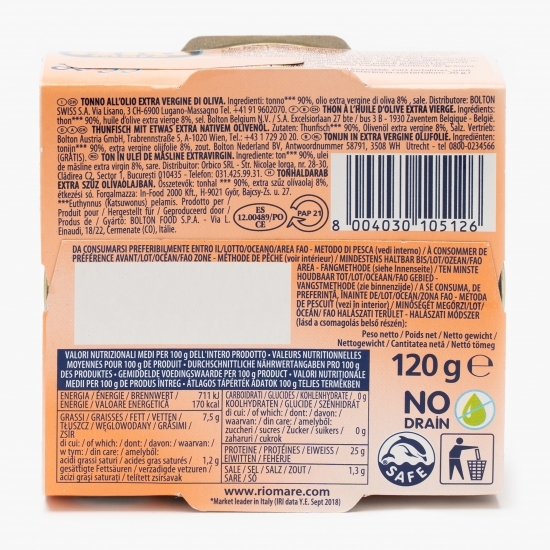 TONNO ALL'OLIO EXTRA VERGINE DI OLIVA. Ingredienti: tonno*** 90%, olio extra vergine di oliva 8%, sale. Distributore: BOLTON
SWISS S.A. Via Lisano, 3 CH-6900 Lugano-Massagno Tel. +41 91 9602070. THON À L'HUILE D'OLIVE EXTRA VIERGE. Ingrédients:
thon*** 90%, huile d'olive extra vierge 8%, sel. Bolton Belgium N.V. / S.A. Excelsiorlaan 27 bte / bus 3 B - 1930 Zaventem Belgique - België.
THUNFISCH MIT ETWAS EXTRA NATIVEM OLIVENÖL. Zutaten: Thunfisch*** 90%, Olivenöl extra vergine 8%, Salz. Vertrieb:
Bolton Austria GmbH, Trabrennstraße 5, A-1020 Wien, Tel.: +43 1 729 20 20. TONIJN IN EXTRA VERGINE OLIJFOLIE. Ingrediënten:
tonijn*** 90%, extra vergine olijfolie 8%, zout. Bolton Nederland BV, Antwoordnummer 58791, 3508 WH Utrecht - tel 0800-0234566
(GRATIS). TON ÎN ULEI DE MĂSLINE EXTRAVIRGIN. Ingrediente: ton*** 90%, ulei
de măsline extra virgin 8%, sare. Distribuitor: Orbico SRL - Str. Nicolae Iorga, nr. 28-30,
Clădirea C2, Sector 1, București 010435 - Telefon: 031.425.99.31. TONHALDARAB
EXTRA SZŰZ OLÍVAOLAJBAN. Összetevők: tonhal*** 90%, extra szűz olívaolaj 8%,
étkezési só. Forgalmazó: In-Food 2000 Kft., H-9021 Győr, Bajcsy-Zs. u. 27.
***Euthynnus (Katsuwonus) pelamis. Prodotto per /
Produit pour / Hergestellt für / Geproduceerd door /
Produs de / Gyártó: BOLTON FOOD S.P.A. - Via L.
Einaudi, 18/22, Cermenate (CO), Italie.
ES
12.00489/PO
CE
PAP 21
8 004030 105126
DA CONSUMARSI PREFERIBILMENTE ENTRO IL/LOTTO/OCEANO/AREA FAO - METODO DI PESCA (vedi interno) / À CONSOMMER DE
PRÉFÉRENCE AVANT/LOT/OCÉAN/ZONE FAO - MÉTHODE DE PÊCHE (voir intérieur) / MINDESTENS HALTBAR BIS/LOT/OZEAN/FAO
AREA - FANGMETHODE (siehe Innenseite) / TEN MINSTE
HOUDBAAR TOT/LOT/OCEAAN/FAO GEBIED -
VANGSTMETHODE (zie binnenzijde) / A SE CONSUMA, DE
PREFERINȚĂ, ÎNAINTE DE/LOT/OCEAN/ZONA FAO - METODA
DE PESCUIT (vezi în interior) / MINŐSÉGÉT MEGŐRZI/LOT/
ÓCEÁN/ FAO HALÁSZATI TERÜLET - HALÁSZATI MÓDSZER
(lásd a csomagolás belső részén):
Peso netto / Poids net / Netto gewicht /
Nettogewicht / Cantitatea netă / Nettó tömeg
120 g e
VALORI NUTRIZIONALI MEDI PER 100 g DELL'INTERO PRODOTTO • VALEURS NUTRITIONNELLES
MOYENNES POUR 100 g DE PRODUIT • DURCHSCHNITTLICHE NÄHRWERTANGABEN PRO 100 g
DES PRODUKTES • GEMIDDELDE VOEDINGSWAARDE PER 100 g PRODUCT • VALORI NUTRIȚIONALE
MEDII PER 100 g DE PRODUS ÎNTREG • ÁTLAGOS TÁPÉRTÉK ADATOK 100 g TELJES TERMÉKBEN
ENERGIA / ÉNERGIE / BRENNWERT / 711 kJ
ENERGIE / VALOARE ENERGETICĂ 170 kcal
GRASSI / GRAISSES / FETT / VETTEN / 7,5 g
TŁUSZCZ / WĘGLOWODANY / GRĂSIMI /
ZSÍR
di cui: / of which: / dont: / davon: / waarvan: /
w tym: / din care: / amelyből:
acidi grassi saturi / acides gras saturés / 1,2 g
gesättigte Fettsäuren / verzadigde vetzuren /
acizi grași saturați / telített zsírsavak
CARBOIDRATI / GLUCIDES / KOHLENHYDRATE / 0 g
KOOLHYDRATEN / GLUCIDE / SZÉNHIDRÁT
di cui: / of which: / dont: / davon: /
waarvan: / din care: / amelyből:
zuccheri / sucres / Zucker / suikers / 0 g
zaharuri / cukrok
PROTEINE / PROTÉINES / EIWEISS / 25 g
EIWITTEN / FEHÉRJE
SALE / SEL / SALZ / ZOUT / 1,3 g
SARE / SÓ
NO
DRAIN
SAFE
www.riomare.com
*Market leader in Italy (IRI data Y.E. Sept 2018)